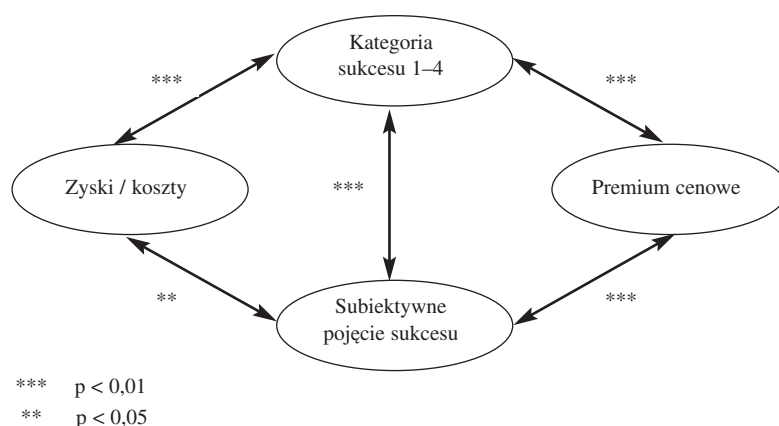 Kategoria
sukcesu 1–4
***
***
Zyski / koszty
***
Premium cenowe
**
Subiektywne
pojęcie sukcesu
***
*** p < 0,01
** p < 0,05